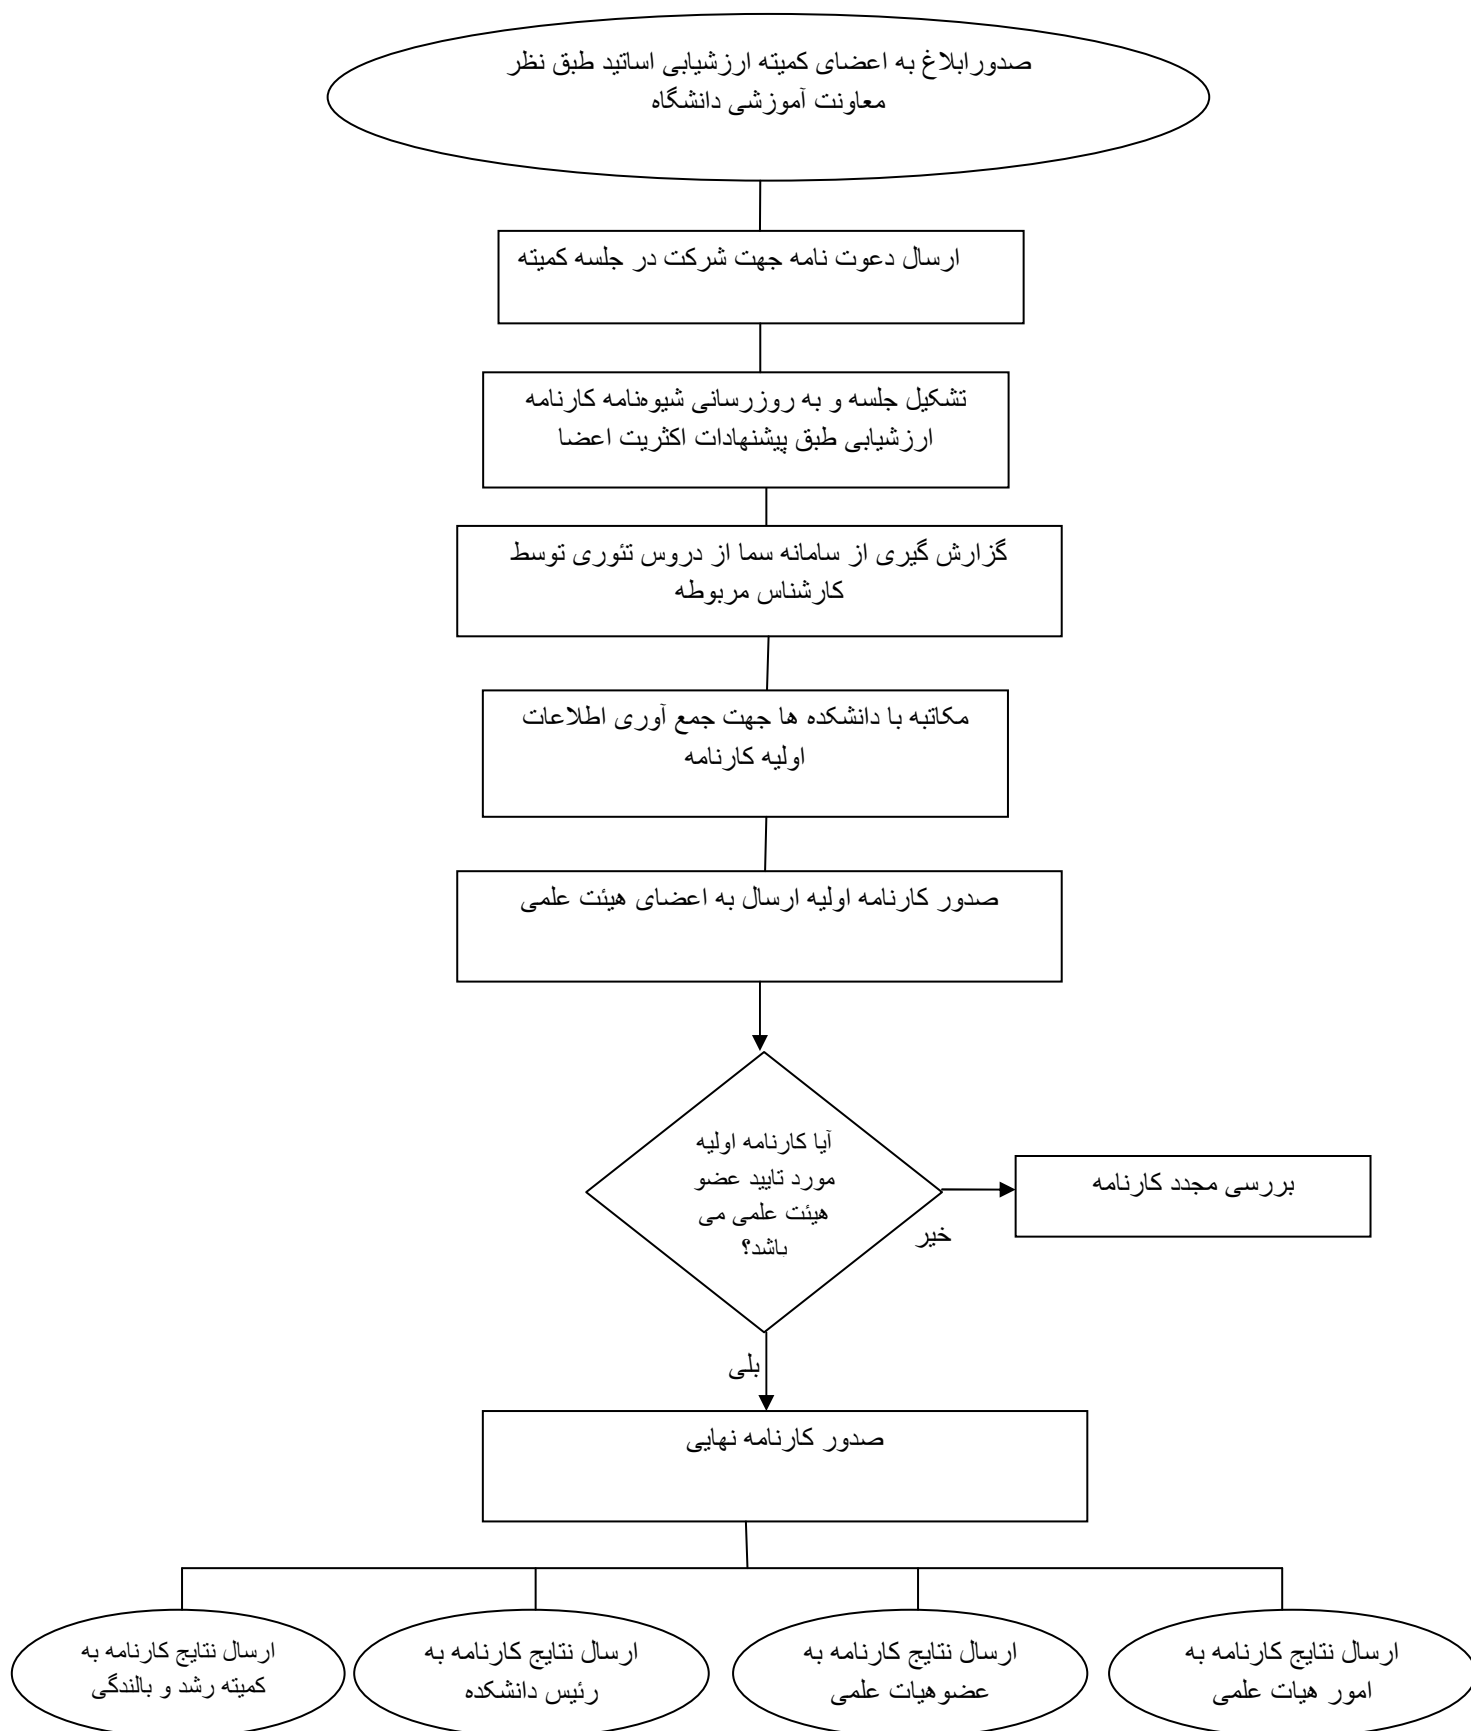 صدورابلاغ به اعضای کمیته ارزشیابی اساتید طبق نظر
معاونت آموزشی دانشگاه
ارسال دعوت نامه جهت شرکت در جلسه کمیته
تشکیل جلسه و به روزرسانی شیوه‌نامه کارنامه
ارزشیابی طبق پیشنهادات اکثریت اعضا
گزارش گیری از سامانه سما از دروس تئوری توسط
کارشناس مربوطه
مکاتبه با دانشکده ها جهت جمع آوری اطلاعات
اولیه کارنامه
صدور کارنامه اولیه ارسال به اعضای هیئت علمی
آیا کارنامه اولیه
مورد تایید عضو
هیئت علمی می
باشد؟
خیر
بررسی مجدد کارنامه
بلی
صدور کارنامه نهایی
ارسال نتایج کارنامه به
امور هیات علمی
ارسال نتایج کارنامه به
عضوهیات علمی
ارسال نتایج کارنامه به
رئیس دانشکده
ارسال نتایج کارنامه به
کمیته رشد و بالندگی